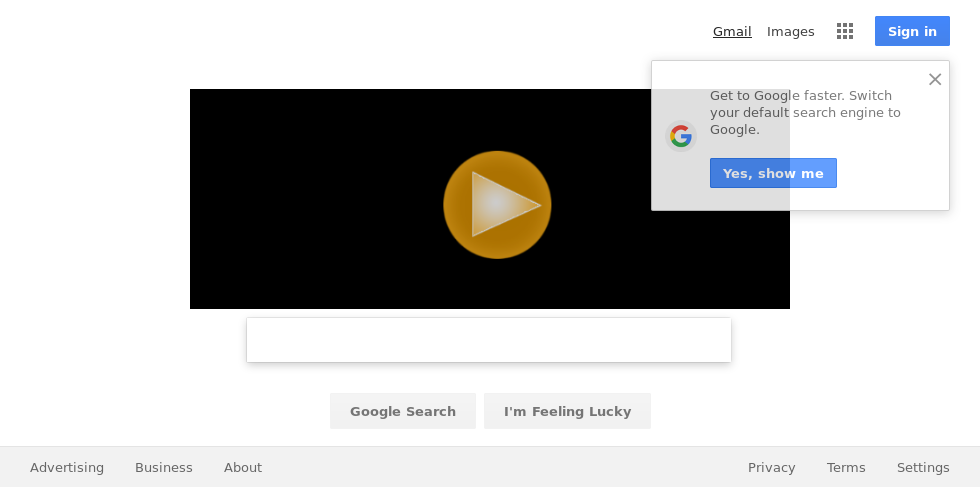 Gmail Images Sign in
Get to Google faster. Switch
your default search engine to
Google.
Yes, show me
Google Search I'm Feeling Lucky
Advertising Business About Privacy Terms Settings